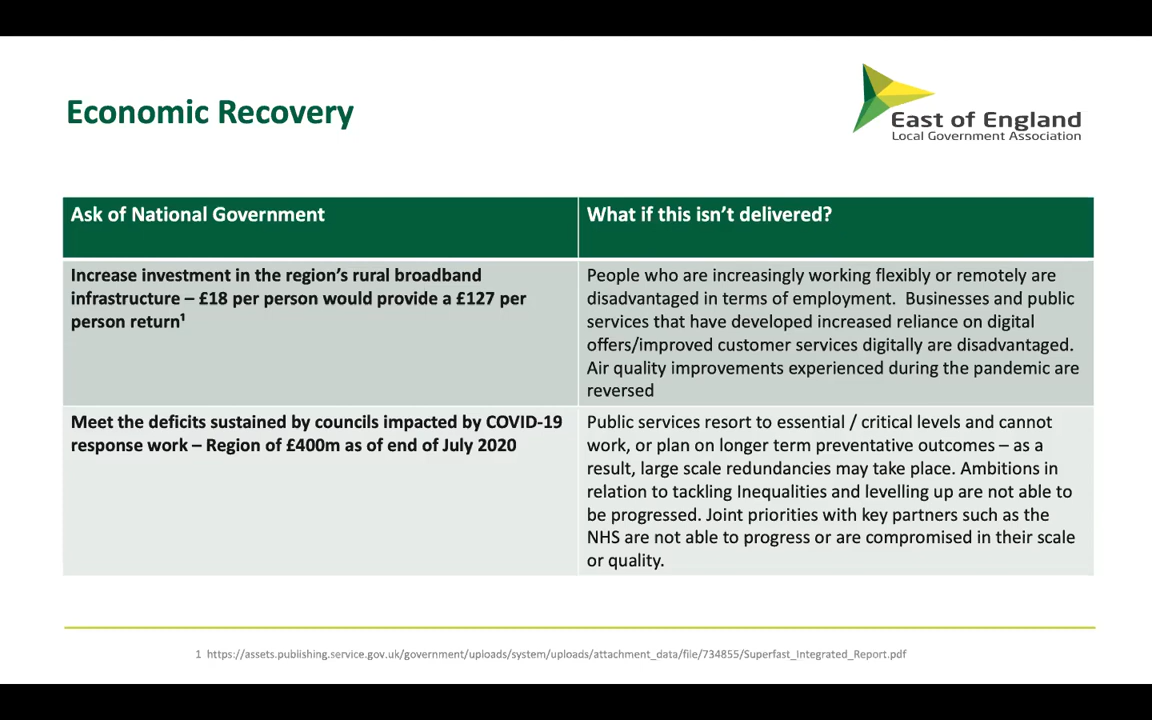 Economic Recovery
East of England
Local Government Association
Ask of National Government
What if this isn’t delivered?
Increase investment in the region’s rural broadband
infrastructure – £18 per person would provide a £127 per
person return¹
People who are increasingly working flexibly or remotely are
disadvantaged in terms of employment.  Businesses and public
services that have developed increased reliance on digital
offers/improved customer services digitally are disadvantaged.
Air quality improvements experienced during the pandemic are
reversed
Meet the deficits sustained by councils impacted by COVID-19
response work – Region of £400m as of end of July 2020
Public services resort to essential / critical levels and cannot
work, or plan on longer term preventative outcomes – as a
result, large scale redundancies may take place. Ambitions in
relation to tackling Inequalities and levelling up are not able to
be progressed. Joint priorities with key partners such as the
NHS are not able to progress or are compromised in their scale
or quality.
1  https://assets.publishing.service.gov.uk/government/uploads/system/uploads/attachment_data/file/734855/Superfast_Integrated_Report.pdf